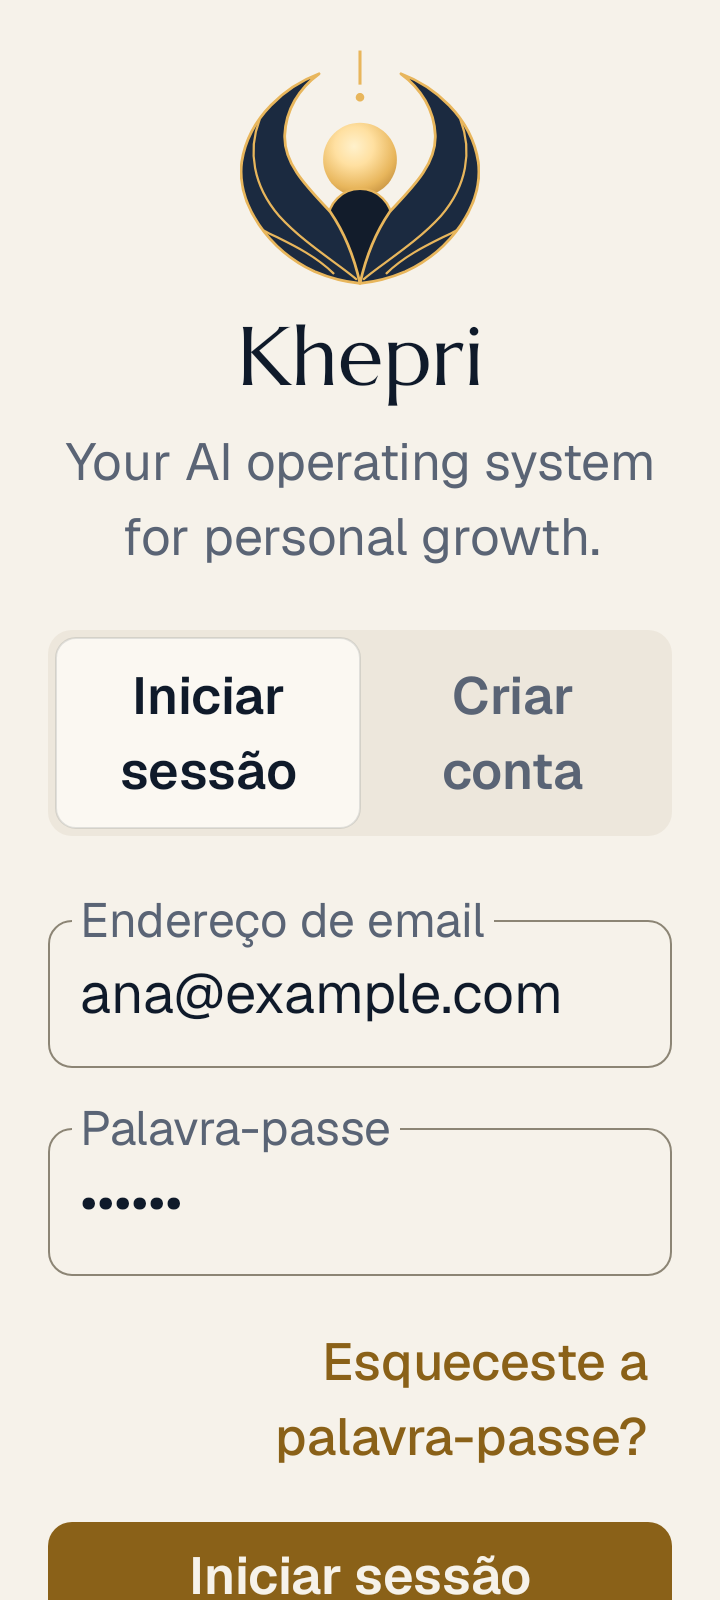 Khepri
Your AI operating system
for personal growth.
Iniciar
sessão
Criar
conta
Endereço de email
ana@example.com
Palavra-passe
••••••
Esqueceste a
palavra-passe?
Iniciar sessão